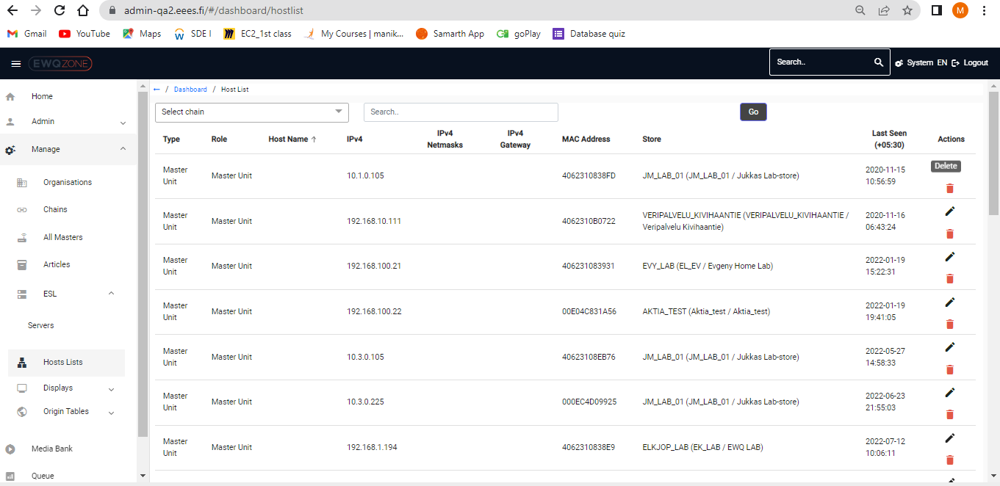 admin-qa2.eees.fi/#/dashboard/hostlist
M
Gmail YouTube Maps SDE I EC2_1st class My Courses | manik... Samarth App goPlay Database quiz
EWQZONE Search.. System EN Logout
Home
Admin
Manage
Organisations
Chains
All Masters
Articles
ESL
Servers
Hosts Lists
Displays
Origin Tables
Media Bank
Queue
← / Dashboard / Host List
Select chain Search.. Go
Type Role Host Name ↑ IPv4 IPv4 Netmasks IPv4 Gateway MAC Address Store Last Seen (+05:30) Actions
Master Unit Master Unit 10.1.0.105 4062310838FD JM_LAB_01 (JM_LAB_01 / Jukkas Lab-store) 2020-11-15 10:56:59 Delete
Master Unit Master Unit 192.168.10.111 4062310B0722 VERIPALVELU_KIVIHAANTIE (VERIPALVELU_KIVIHAANTIE / Veripalvelu Kivihaantie) 2020-11-16 06:43:24
Master Unit Master Unit 192.168.100.21 406231083931 EVY_LAB (EL_EV / Evgeny Home Lab) 2022-01-19 15:22:31
Master Unit Master Unit 192.168.100.22 00E04C831A56 AKTIA_TEST (Aktia_test / Aktia_test) 2022-01-19 19:41:05
Master Unit Master Unit 10.3.0.105 40623108EB76 JM_LAB_01 (JM_LAB_01 / Jukkas Lab-store) 2022-05-27 14:58:33
Master Unit Master Unit 10.3.0.225 000EC4D09925 JM_LAB_01 (JM_LAB_01 / Jukkas Lab-store) 2022-06-23 21:55:03
Master Unit Master Unit 192.168.1.194 4062310838E9 ELKJOP_LAB (EK_LAB / EWQ LAB) 2022-07-12 10:06:11